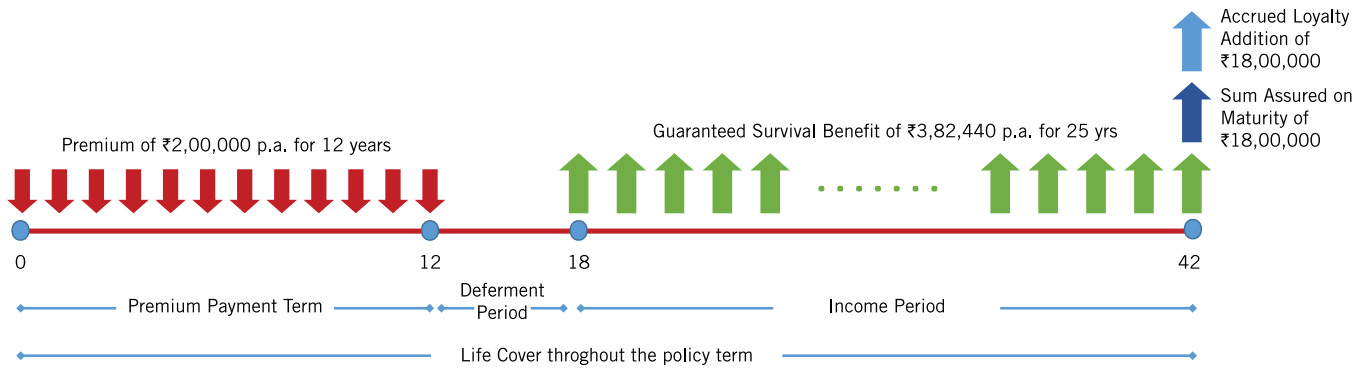 Accrued Loyalty
Addition of
₹18,00,000
Sum Assured on
Maturity of
₹18,00,000
Premium of ₹2,00,000 p.a. for 12 years
Guaranteed Survival Benefit of ₹3,82,440 p.a. for 25 yrs
0
12
18
42
Premium Payment Term
Deferment
Period
Income Period
Life Cover throghout the policy term